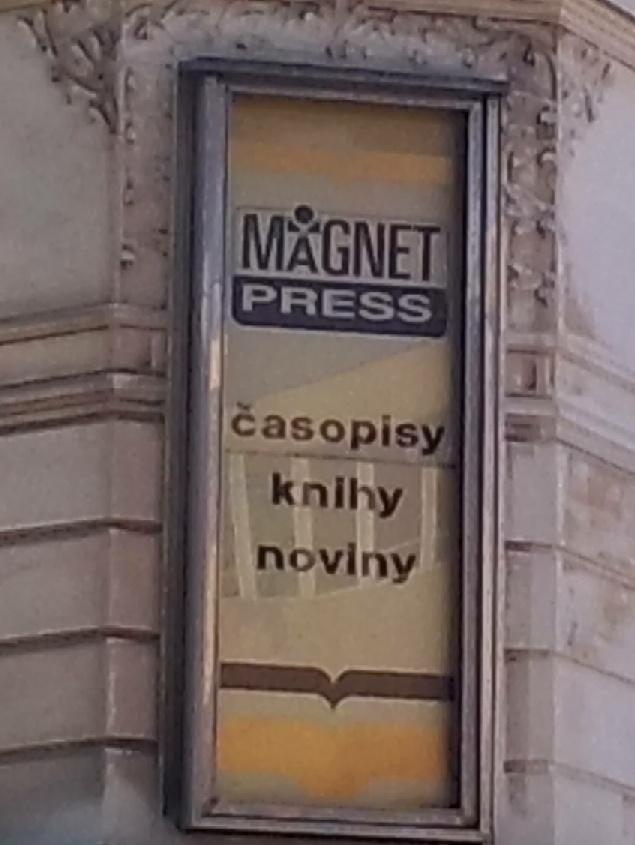 MAGNET
PRESS
časopisy
knihy
noviny